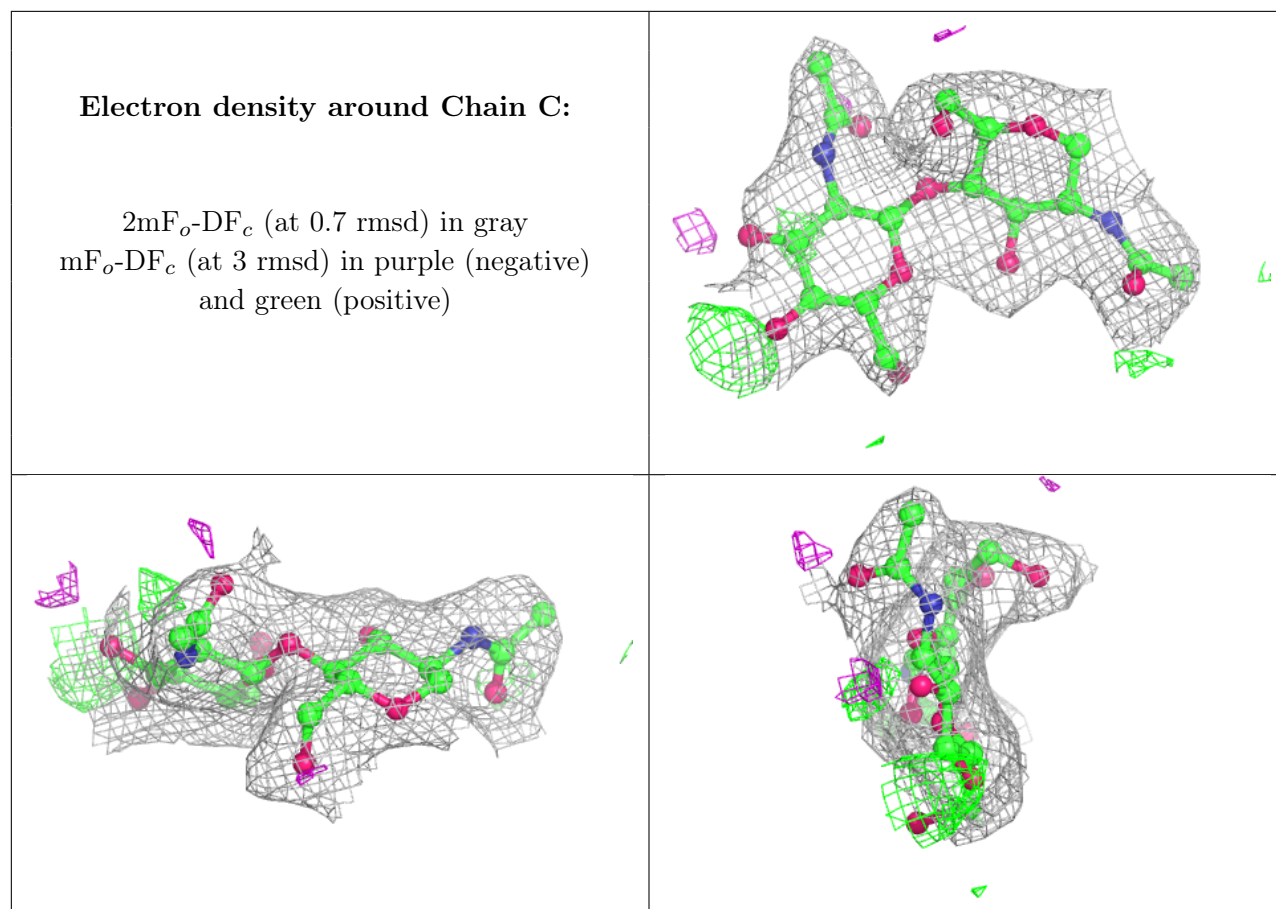 Electron density around Chain C:
2mFₒ-DF𝒸 (at 0.7 rmsd) in gray
mFₒ-DF𝒸 (at 3 rmsd) in purple (negative)
and green (positive)